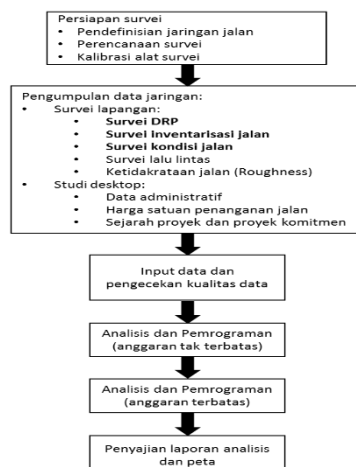 Persiapan survei
• Pendefinisian jaringan jalan
• Perencanaan survei
• Kalibrasi alat survei
Pengumpulan data jaringan:
• Survei lapangan:
• Survei DRP
• Survei inventarisasi jalan
• Survei kondisi jalan
• Survei lalu lintas
• Ketidakrataan jalan (Roughness)
• Studi desktop:
• Data administratif
• Harga satuan penanganan jalan
• Sejarah proyek dan proyek komitmen
Input data dan
pengecekan kualitas data
Analisis dan Pemrograman
(anggaran tak terbatas)
Analisis dan Pemrograman
(anggaran terbatas)
Penyajian laporan analisis
dan peta